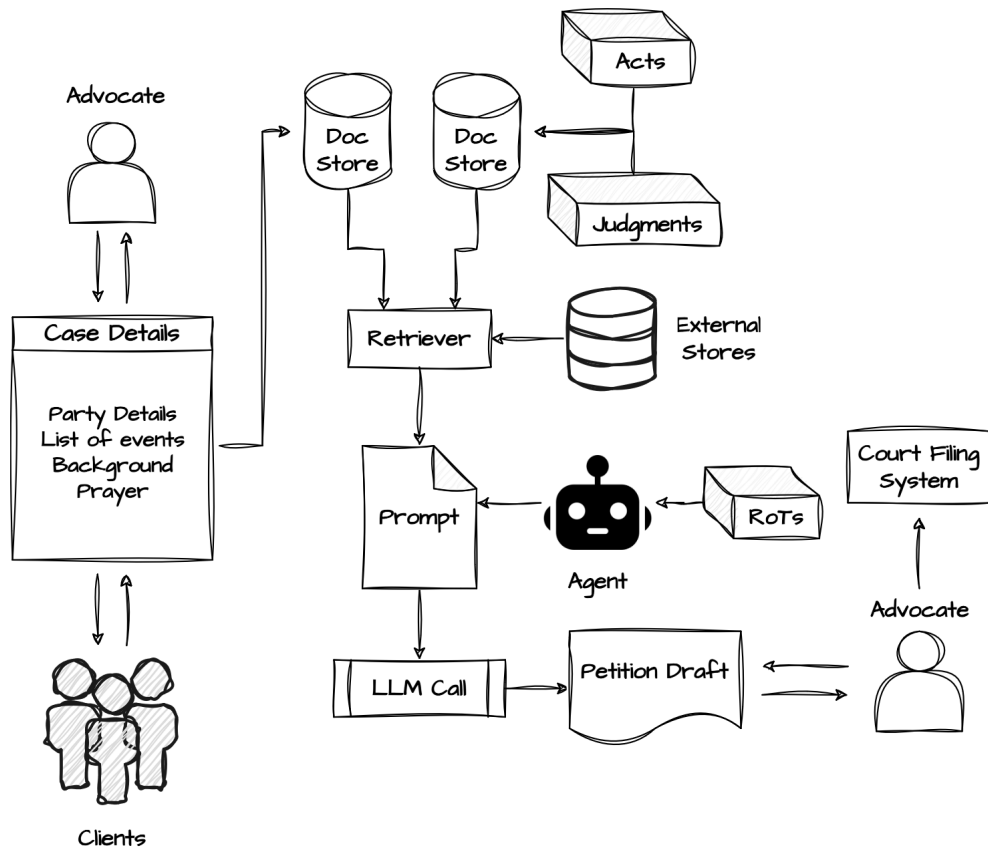 Acts
Advocate
Doc
Store
Doc
Store
Judgments
Case Details
Retriever
External
Stores
Party Details
List of events
Background
Prayer
Court Filing
System
Prompt
RoTs
Agent
Advocate
LLM Call
Petition Draft
Clients